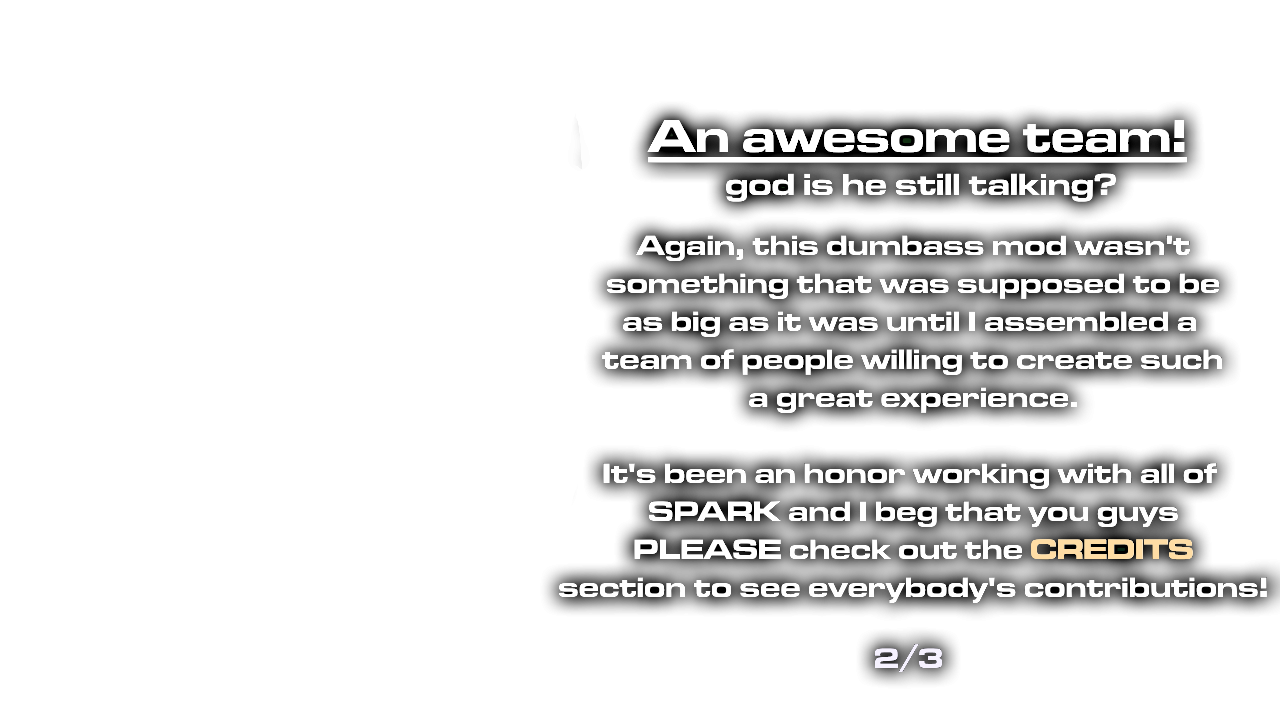 An awesome team!
god is he still talking?
Again, this dumbass mod wasn't
something that was supposed to be
as big as it was until I assembled a
team of people willing to create such
a great experience.
It's been an honor working with all of
SPARK and I beg that you guys
PLEASE check out the CREDITS
section to see everybody's contributions!
2/3